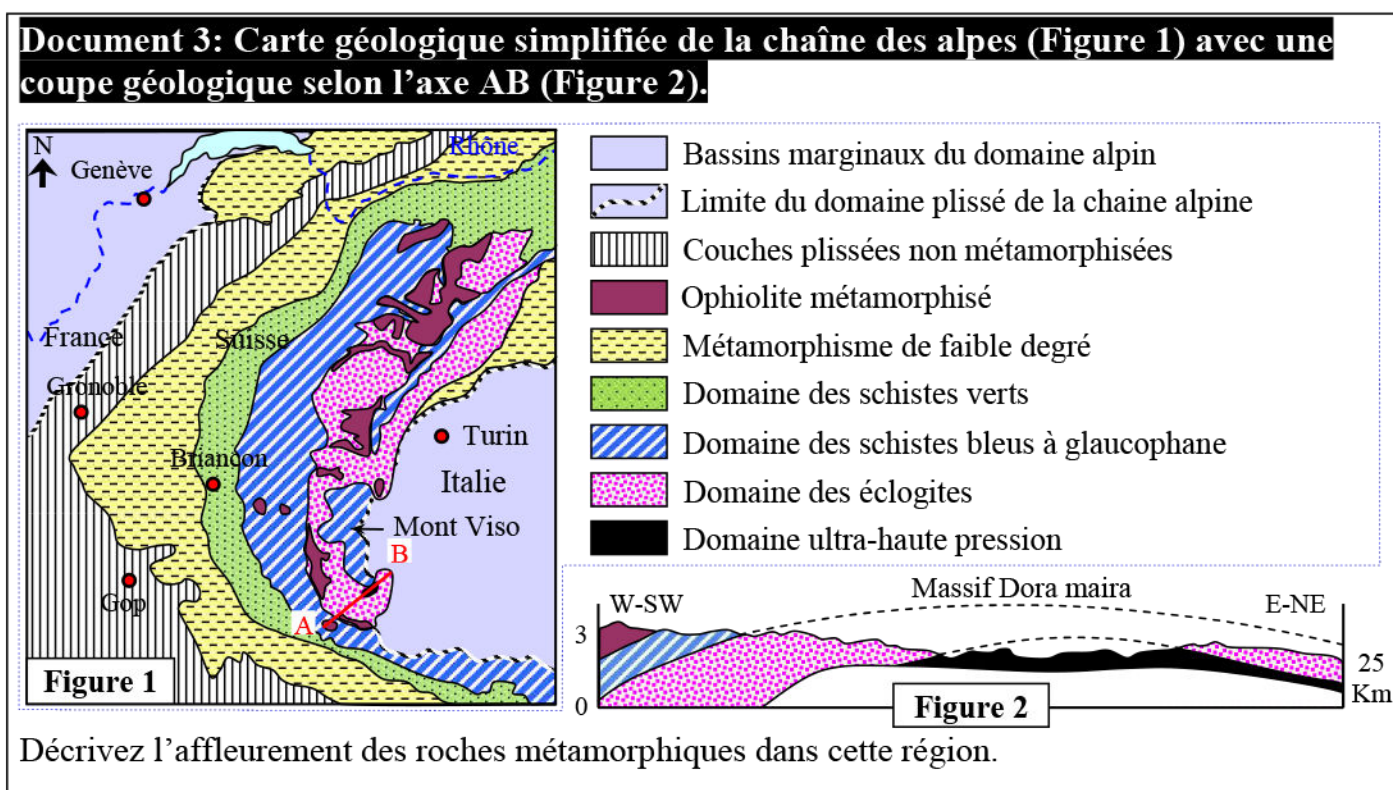 Document 3: Carte géologique simplifiée de la chaîne des alpes (Figure 1) avec une
coupe géologique selon l'axe AB (Figure 2).
N
Genève
Rhône
France
Suisse
Gronoble
Briançon
Turin
Italie
Mont Viso
B
Gop
A
Figure 1
Bassins marginaux du domaine alpin
Limite du domaine plissé de la chaine alpine
Couches plissées non métamorphisées
Ophiolite métamorphisé
Métamorphisme de faible degré
Domaine des schistes verts
Domaine des schistes bleus à glaucophane
Domaine des éclogites
Domaine ultra-haute pression
Massif Dora maira
W-SW
E-NE
3
0
25
Km
Figure 2
Décrivez l'affleurement des roches métamorphiques dans cette région.